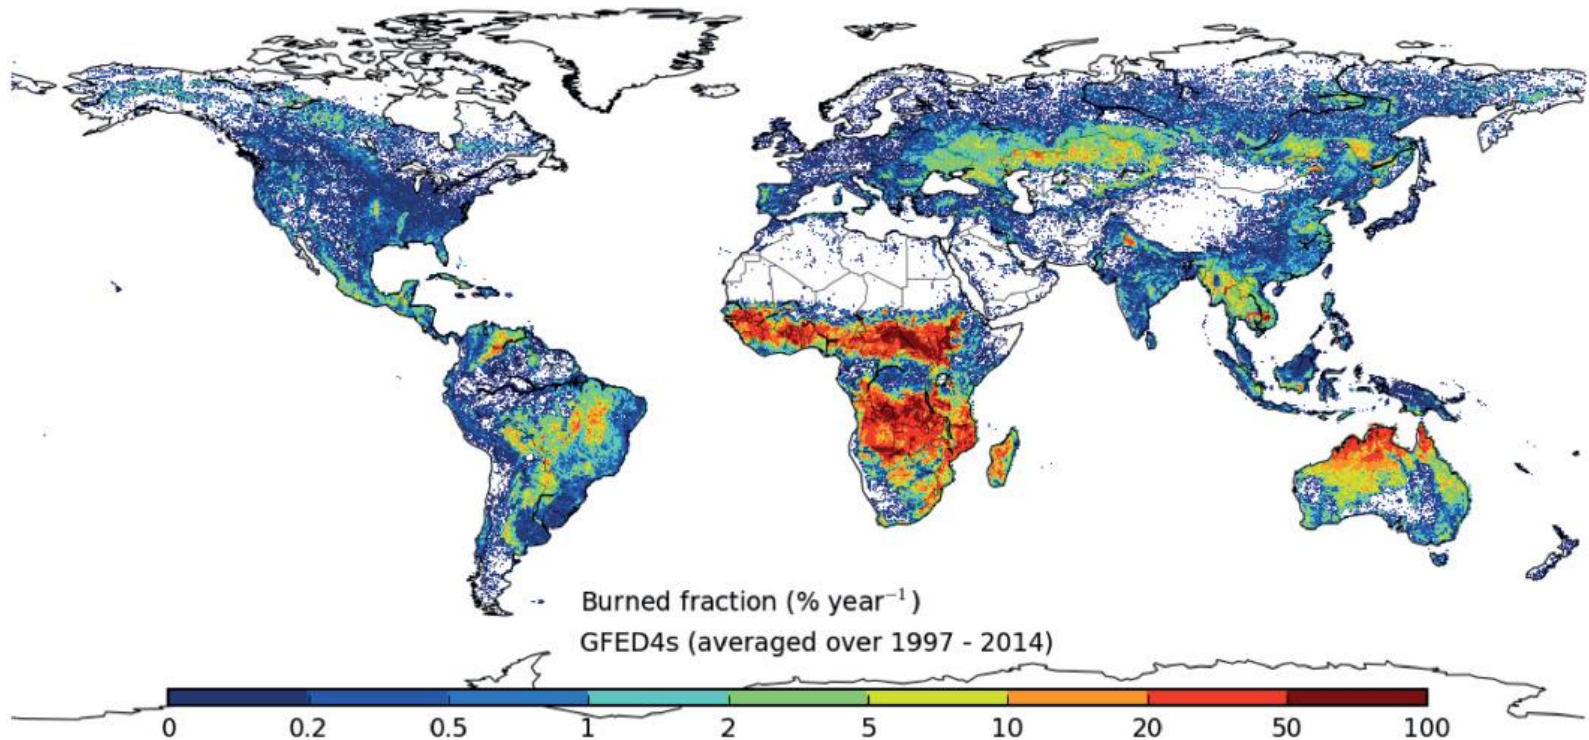 Burned fraction (% year⁻¹)
GFED4s (averaged over 1997 - 2014)
0 0.2 0.5 1 2 5 10 20 50 100